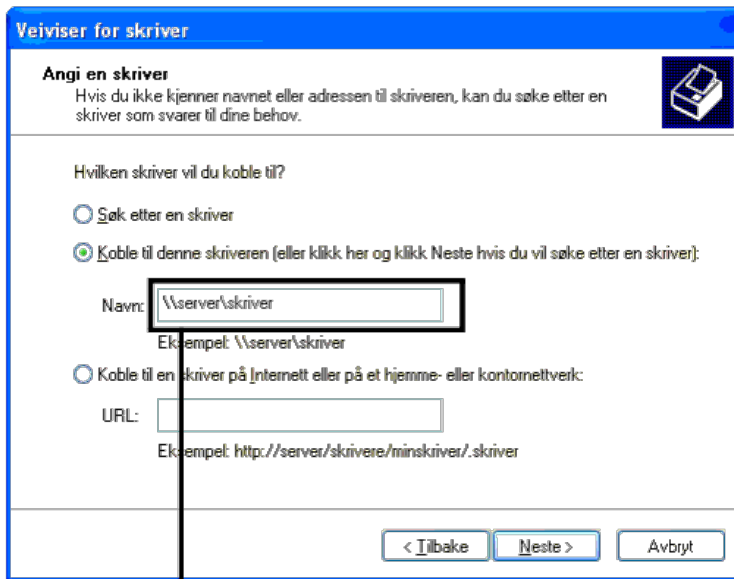 Veiviser for skriver
Angi en skriver
Hvis du ikke kjenner navnet eller adressen til skriveren, kan du søke etter en
skriver som svarer til dine behov.
Hvilken skriver vil du koble til?
Søk etter en skriver
Koble til denne skriveren (eller klikk her og klikk Neste hvis du vil søke etter en skriver):
Navn: \\server\skriver
Eksempel: \\server\skriver
Koble til en skriver på Internett eller på et hjemme- eller kontornettverk:
URL:
Eksempel: http://server/skrivere/minskriver/.skriver
< Tilbake Neste > Avbryt